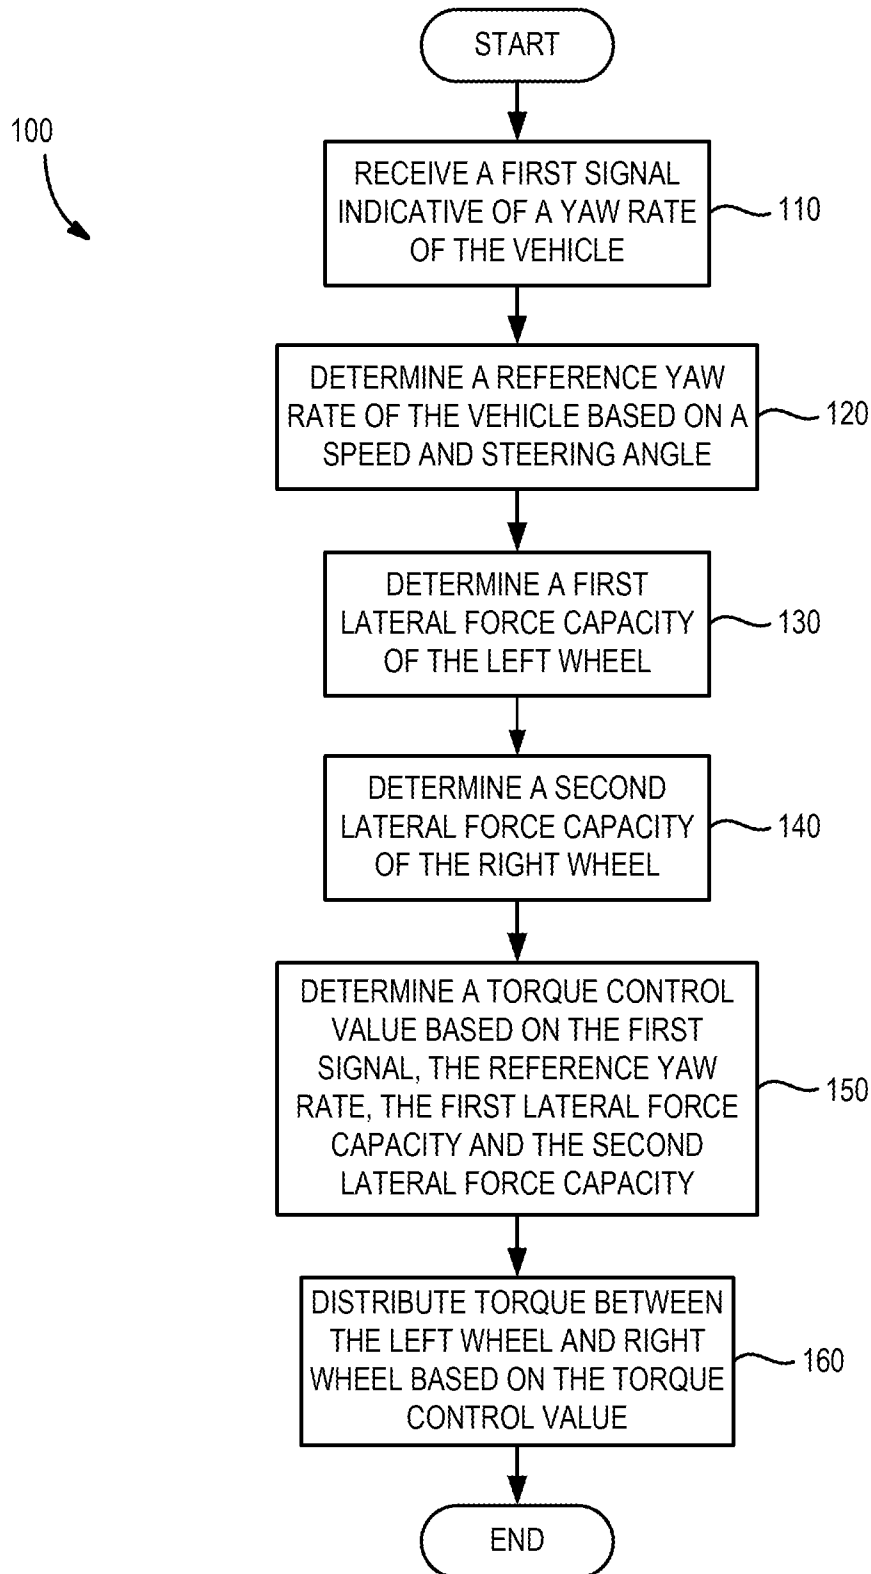 START
100
RECEIVE A FIRST SIGNAL
INDICATIVE OF A YAW RATE
OF THE VEHICLE
110
DETERMINE A REFERENCE YAW
RATE OF THE VEHICLE BASED ON A
SPEED AND STEERING ANGLE
120
DETERMINE A FIRST
LATERAL FORCE CAPACITY
OF THE LEFT WHEEL
130
DETERMINE A SECOND
LATERAL FORCE CAPACITY
OF THE RIGHT WHEEL
140
DETERMINE A TORQUE CONTROL
VALUE BASED ON THE FIRST
SIGNAL, THE REFERENCE YAW
RATE, THE FIRST LATERAL FORCE
CAPACITY AND THE SECOND
LATERAL FORCE CAPACITY
150
DISTRIBUTE TORQUE BETWEEN
THE LEFT WHEEL AND RIGHT
WHEEL BASED ON THE TORQUE
CONTROL VALUE
160
END